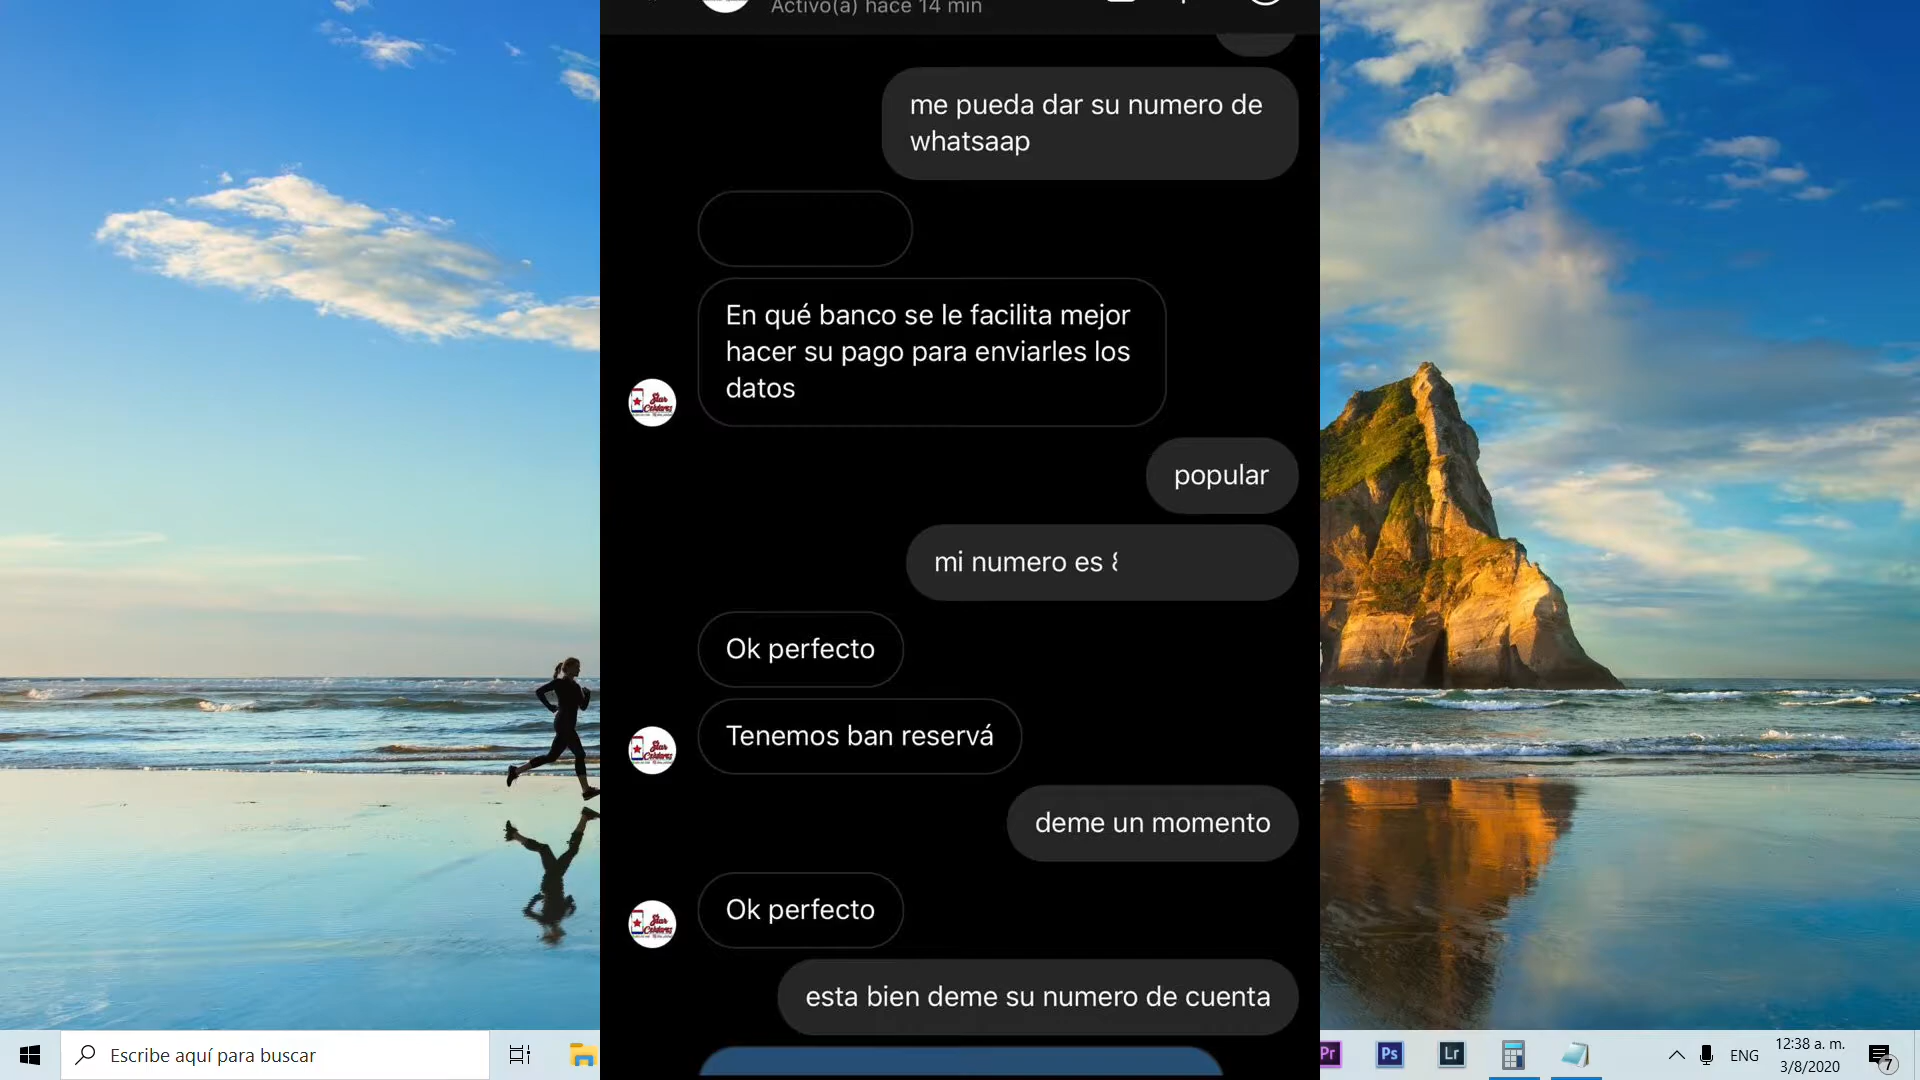 Activo(a) hace 14 min
me pueda dar su numero de
whatsaap
En qué banco se le facilita mejor
hacer su pago para enviarles los
datos
popular
mi numero es
Ok perfecto
Tenemos ban reservá
deme un momento
Ok perfecto
esta bien deme su numero de cuenta
Escribe aquí para buscar
Pr
Ps
Lr
ENG
12:38 a. m.
3/8/2020
7